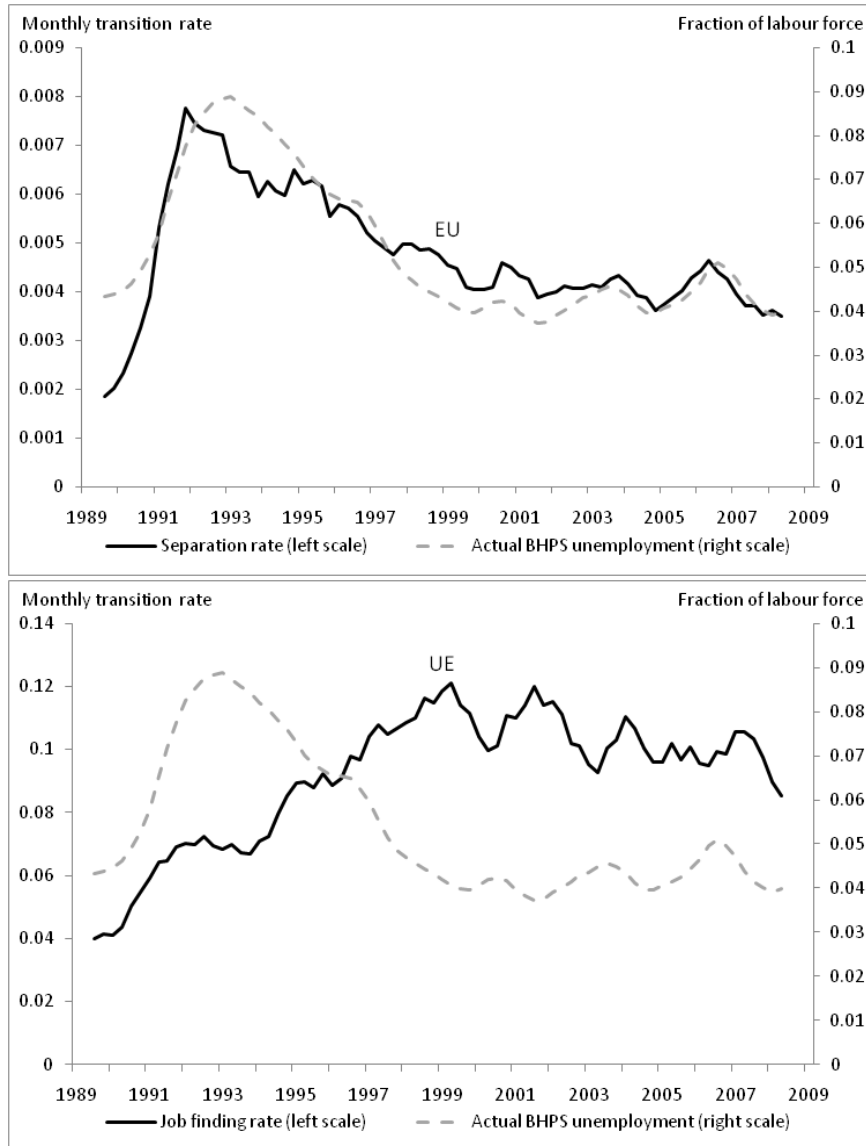 Monthly transition rate Fraction of labour force
0.009 0.1
0.008 0.09
0.007 0.08
0.006 0.07
0.005 0.06
0.004 0.05
0.003 0.04
0.002 0.03
0.001 0.02
0 0.01
0
EU
1989 1991 1993 1995 1997 1999 2001 2003 2005 2007 2009
Separation rate (left scale) Actual BHPS unemployment (right scale)
Monthly transition rate Fraction of labour force
0.14 0.1
0.12 0.09
0.1 0.08
0.08 0.07
0.06 0.06
0.04 0.05
0.02 0.04
0 0.03
0.02
0.01
0
UE
1989 1991 1993 1995 1997 1999 2001 2003 2005 2007 2009
Job finding rate (left scale) Actual BHPS unemployment (right scale)